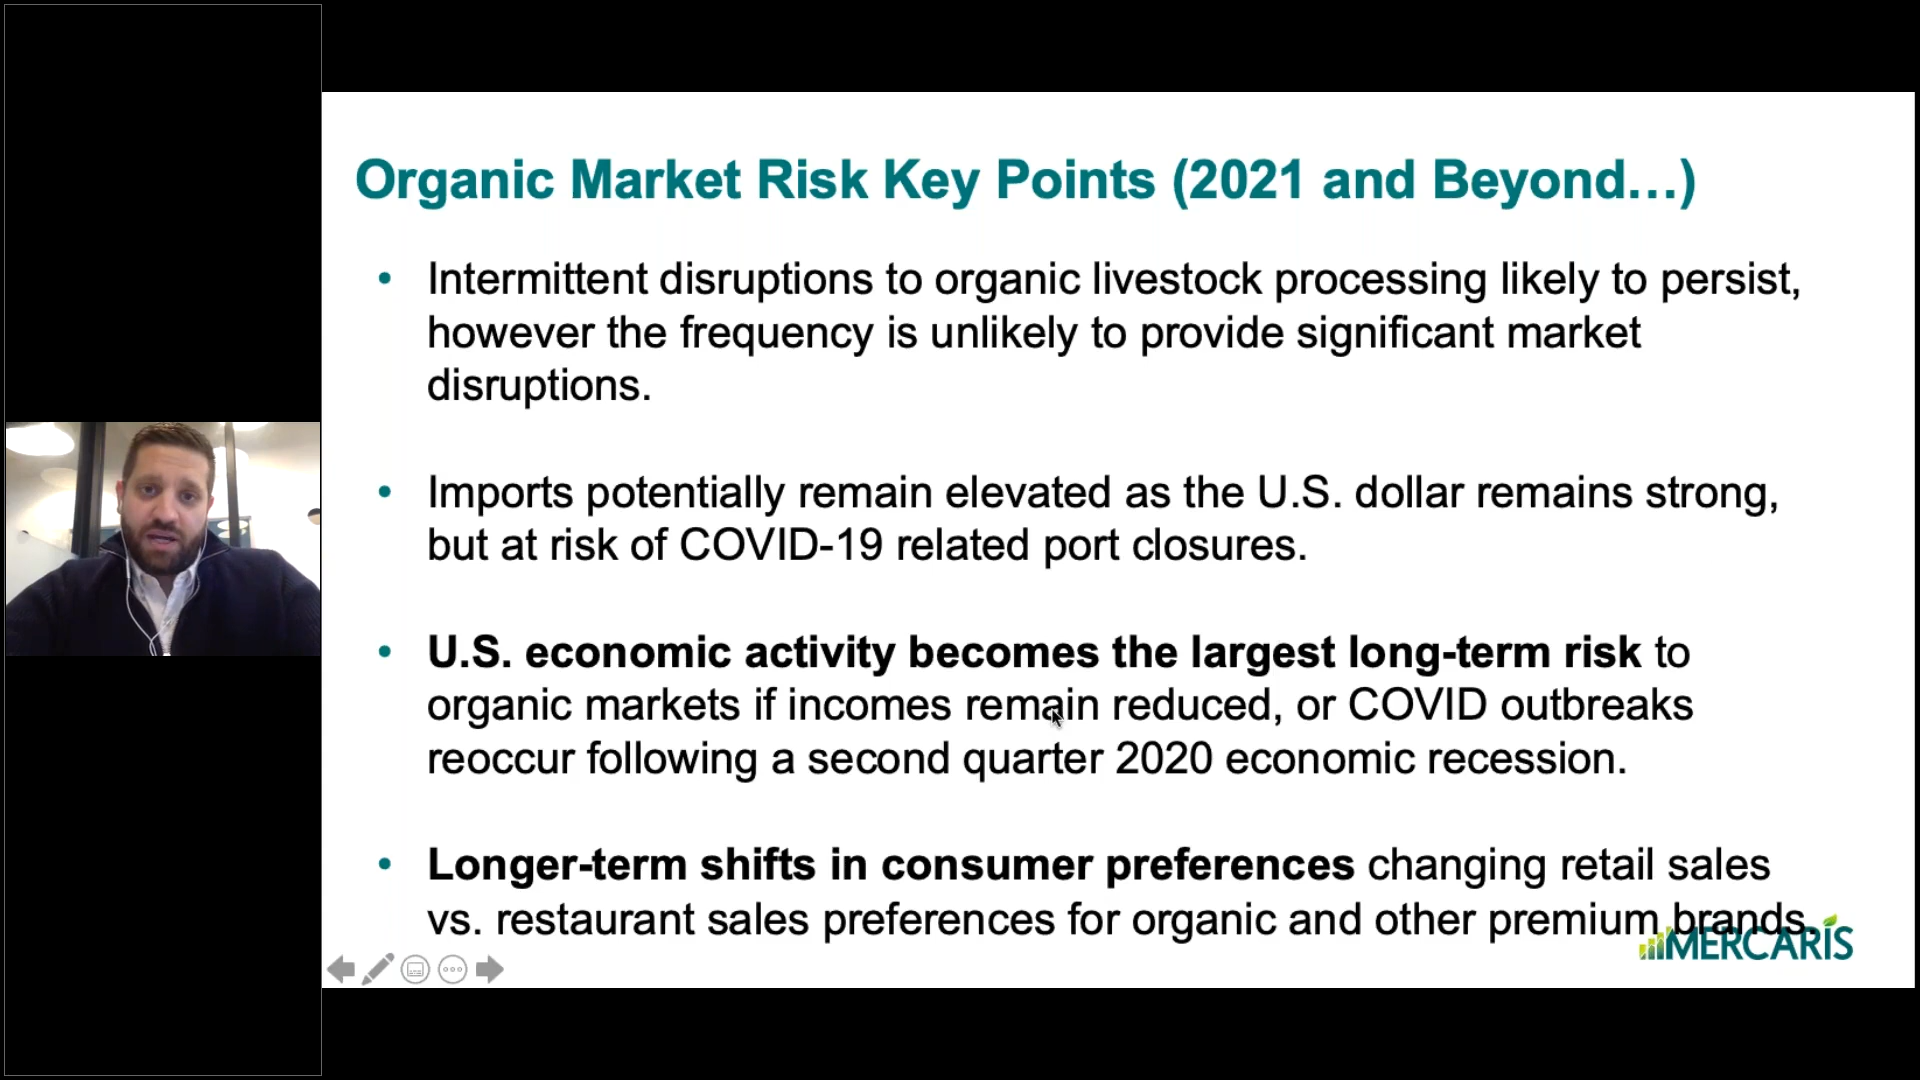 Organic Market Risk Key Points (2021 and Beyond…)
• Intermittent disruptions to organic livestock processing likely to persist,
however the frequency is unlikely to provide significant market
disruptions.
• Imports potentially remain elevated as the U.S. dollar remains strong,
but at risk of COVID-19 related port closures.
• U.S. economic activity becomes the largest long-term risk to
organic markets if incomes remain reduced, or COVID outbreaks
reoccur following a second quarter 2020 economic recession.
• Longer-term shifts in consumer preferences changing retail sales
vs. restaurant sales preferences for organic and other premium brands.
MERCARIS